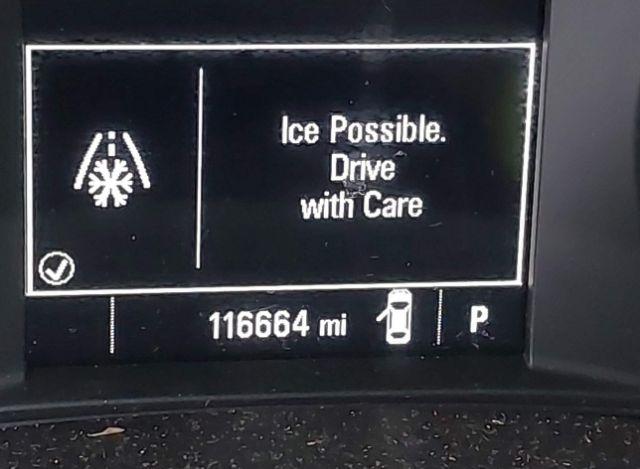 Ice Possible.
Drive
with Care
116664 mi P